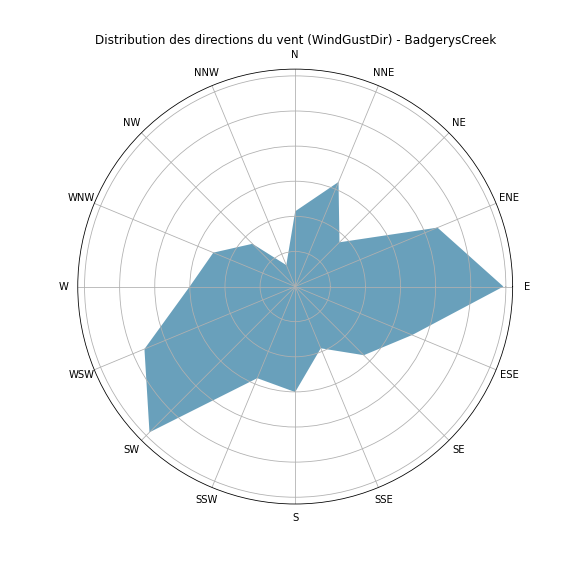 Distribution des directions du vent (WindGustDir) - BadgerysCreek
N
NNW
NNE
NW
NE
WNW
ENE
W
E
WSW
ESE
SW
SE
SSW
SSE
S